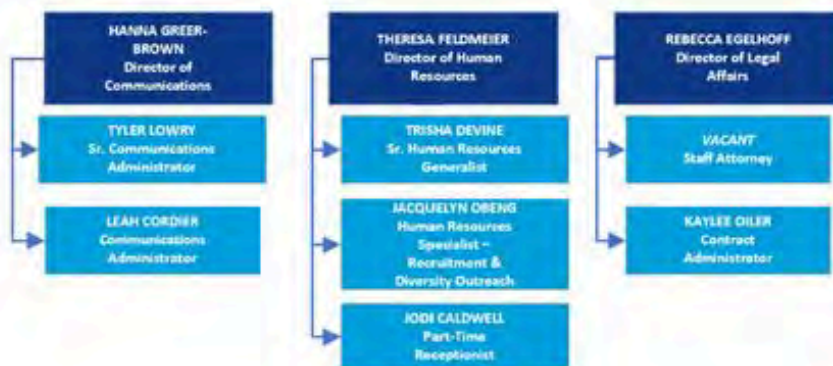 HANNA GREER-
BROWN
Director of
Communications
TYLER LOWRY
Sr. Communications
Administrator
LEAH CORDIER
Communications
Administrator
THERESA FELDMEIER
Director of Human
Resources
TRISHA DEVINE
Sr. Human Resources
Generalist
JACQUELYN OBENG
Human Resources
Specialist –
Recruitment &
Diversity Outreach
JODI CALDWELL
Part-Time
Receptionist
REBECCA EGELHOFF
Director of Legal
Affairs
VACANT
Staff Attorney
KAYLEE OILER
Contract
Administrator